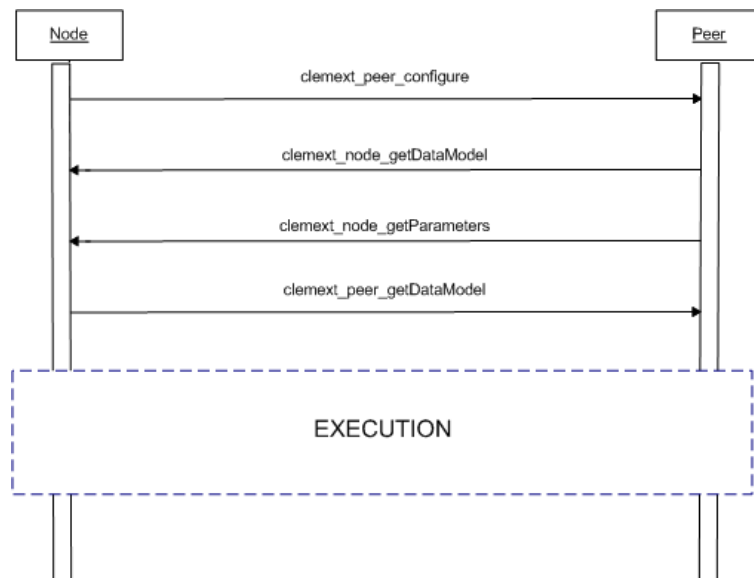 Node
Peer
clemext_peer_configure
clemext_node_getDataModel
clemext_node_getParameters
clemext_peer_getDataModel
EXECUTION